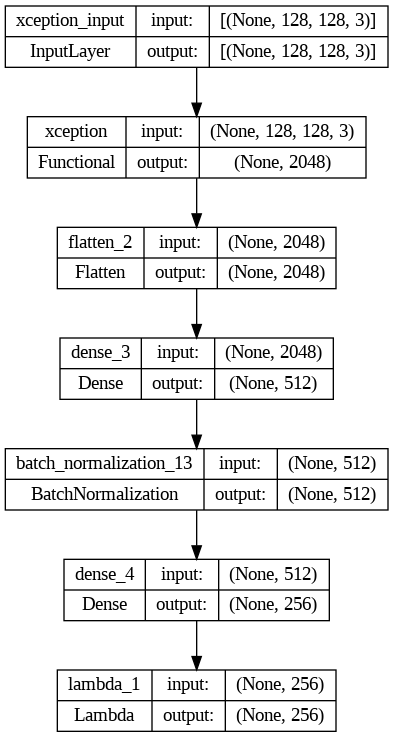 xception_input input: [(None, 128, 128, 3)]
InputLayer output: [(None, 128, 128, 3)]
xception input: (None, 128, 128, 3)
Functional output: (None, 2048)
flatten_2 input: (None, 2048)
Flatten output: (None, 2048)
dense_3 input: (None, 2048)
Dense output: (None, 512)
batch_normalization_13 input: (None, 512)
BatchNormalization output: (None, 512)
dense_4 input: (None, 512)
Dense output: (None, 256)
lambda_1 input: (None, 256)
Lambda output: (None, 256)